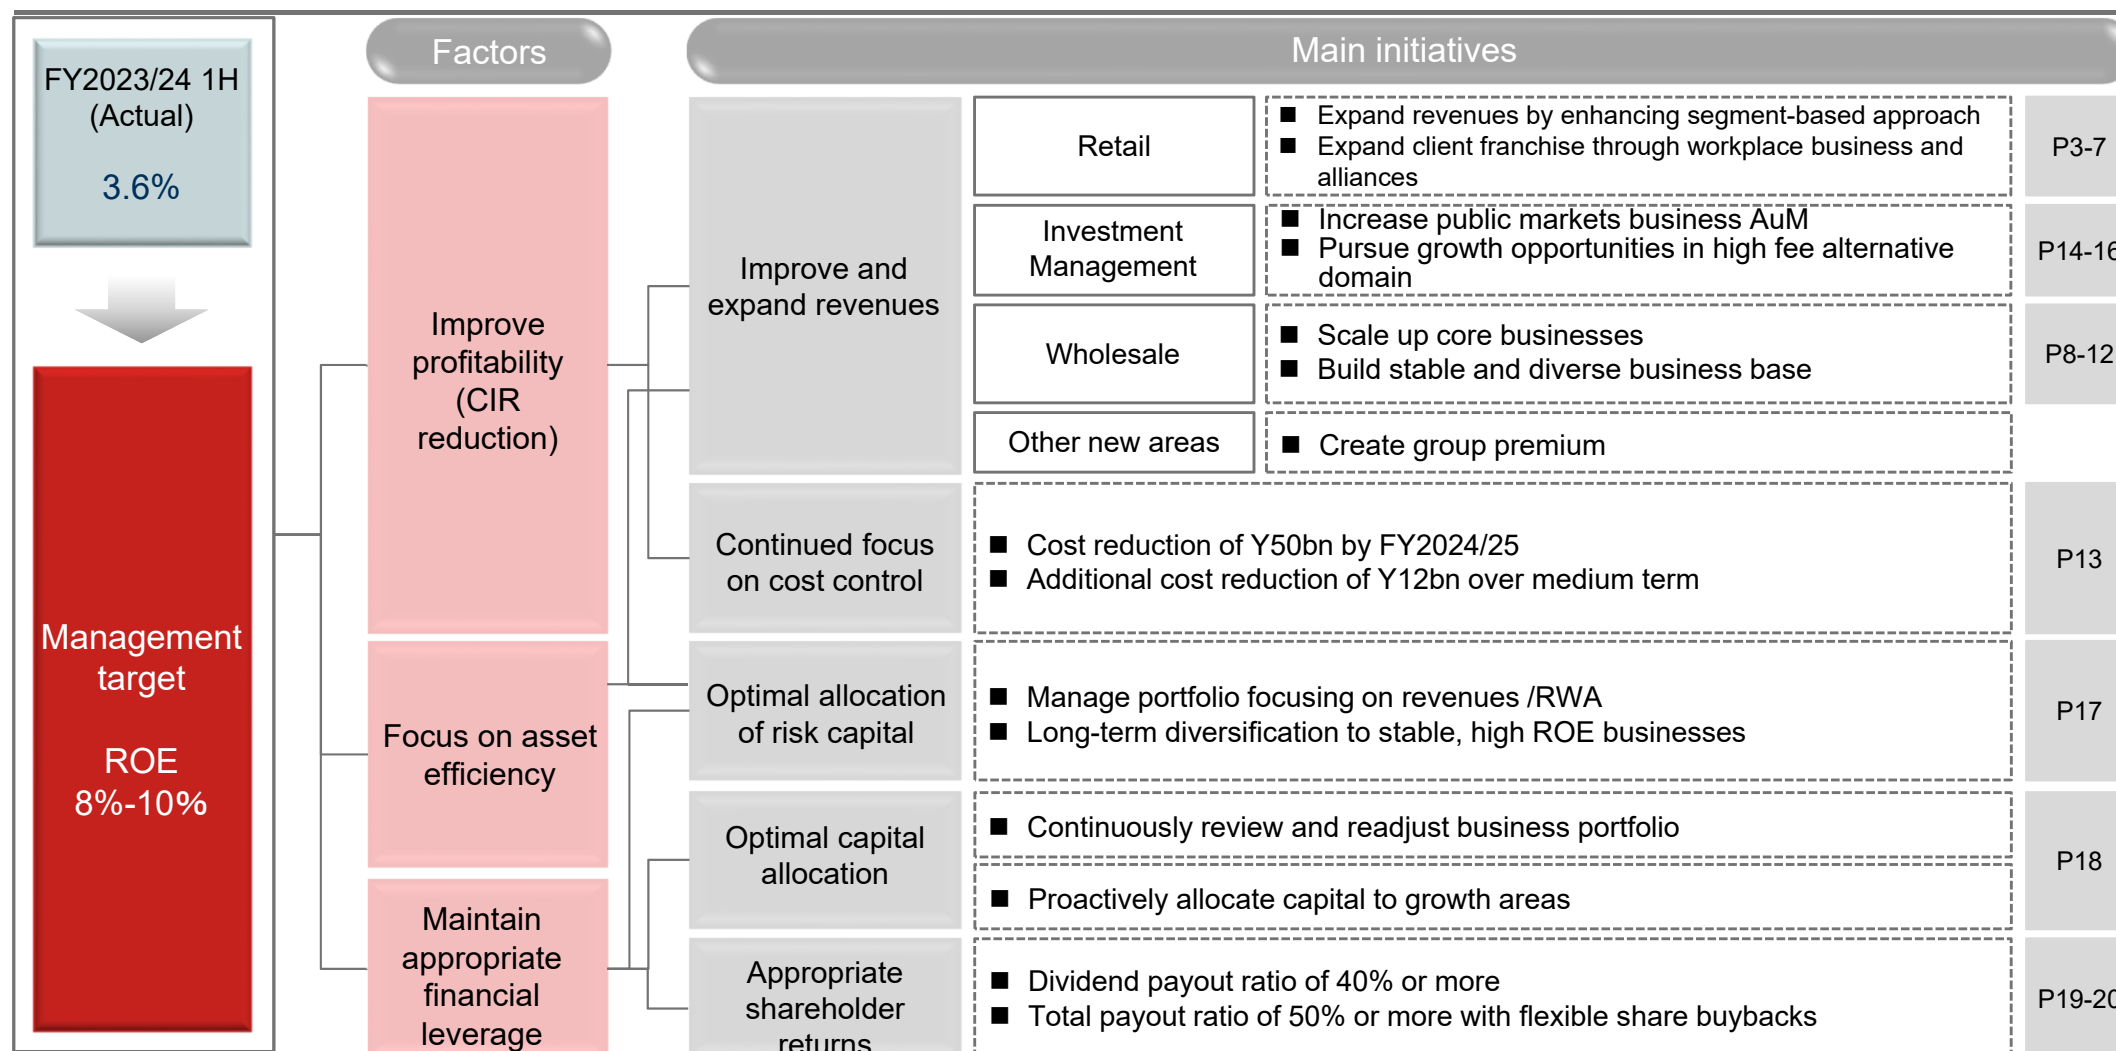 FY2023/24 1H
(Actual)
3.6%
Management
target
ROE
8%-10%
Factors
Main initiatives
Improve
profitability
(CIR
reduction)
Focus on asset
efficiency
Maintain
appropriate
financial
leverage
Improve and
expand revenues
Retail
■ Expand revenues by enhancing segment-based approach
■ Expand client franchise through workplace business and
alliances
P3-7
Investment
Management
■ Increase public markets business AuM
■ Pursue growth opportunities in high fee alternative
domain
P14-16
Wholesale
■ Scale up core businesses
■ Build stable and diverse business base
P8-12
Other new areas
■ Create group premium
Continued focus
on cost control
■ Cost reduction of Y50bn by FY2024/25
■ Additional cost reduction of Y12bn over medium term
P13
Optimal allocation
of risk capital
■ Manage portfolio focusing on revenues /RWA
■ Long-term diversification to stable, high ROE businesses
P17
Optimal capital
allocation
■ Continuously review and readjust business portfolio
■ Proactively allocate capital to growth areas
P18
Appropriate
shareholder
returns
■ Dividend payout ratio of 40% or more
■ Total payout ratio of 50% or more with flexible share buybacks
P19-20